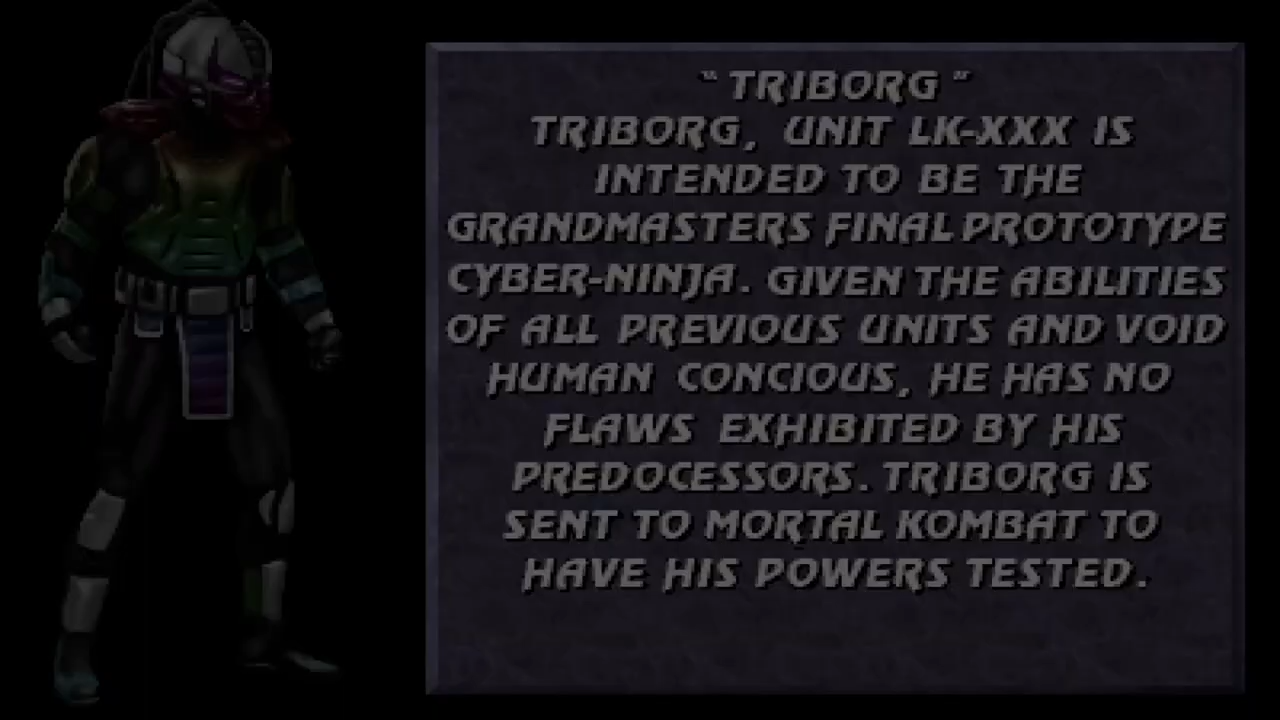 "TRIBORG"
TRIBORG, UNIT LK-XXX IS
INTENDED TO BE THE
GRANDMASTERS FINAL PROTOTYPE
CYBER-NINJA. GIVEN THE ABILITIES
OF ALL PREVIOUS UNITS AND VOID
HUMAN CONCIOUS, HE HAS NO
FLAWS EXHIBITED BY HIS
PREDOCESSORS. TRIBORG IS
SENT TO MORTAL KOMBAT TO
HAVE HIS POWERS TESTED.